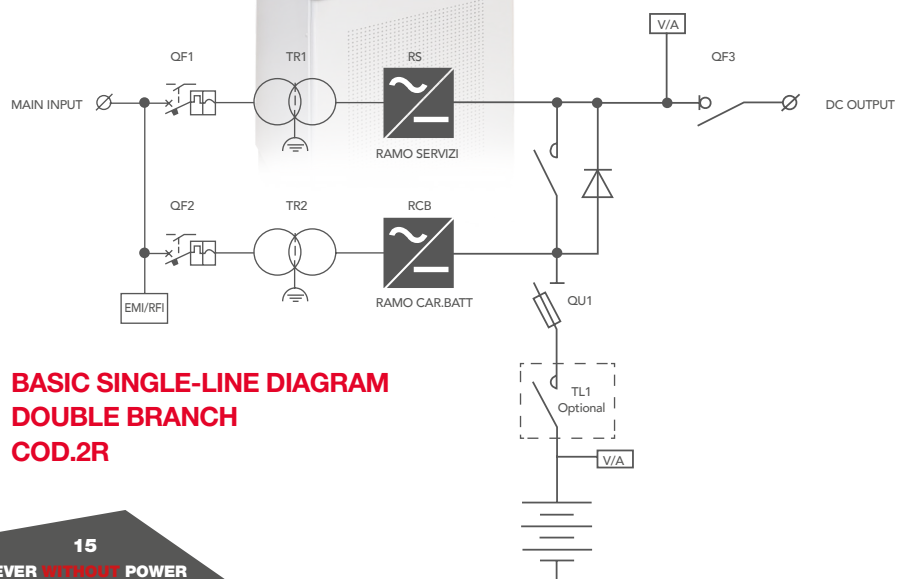 V/A
QF1
TR1
RS
QF3
MAIN INPUT
DC OUTPUT
RAMO SERVIZI
QF2
TR2
RCB
EMI/RFI
RAMO CAR.BATT
QU1
TL1
Optional
V/A
BASIC SINGLE-LINE DIAGRAM
DOUBLE BRANCH
COD.2R
15
WITHOUT POWER